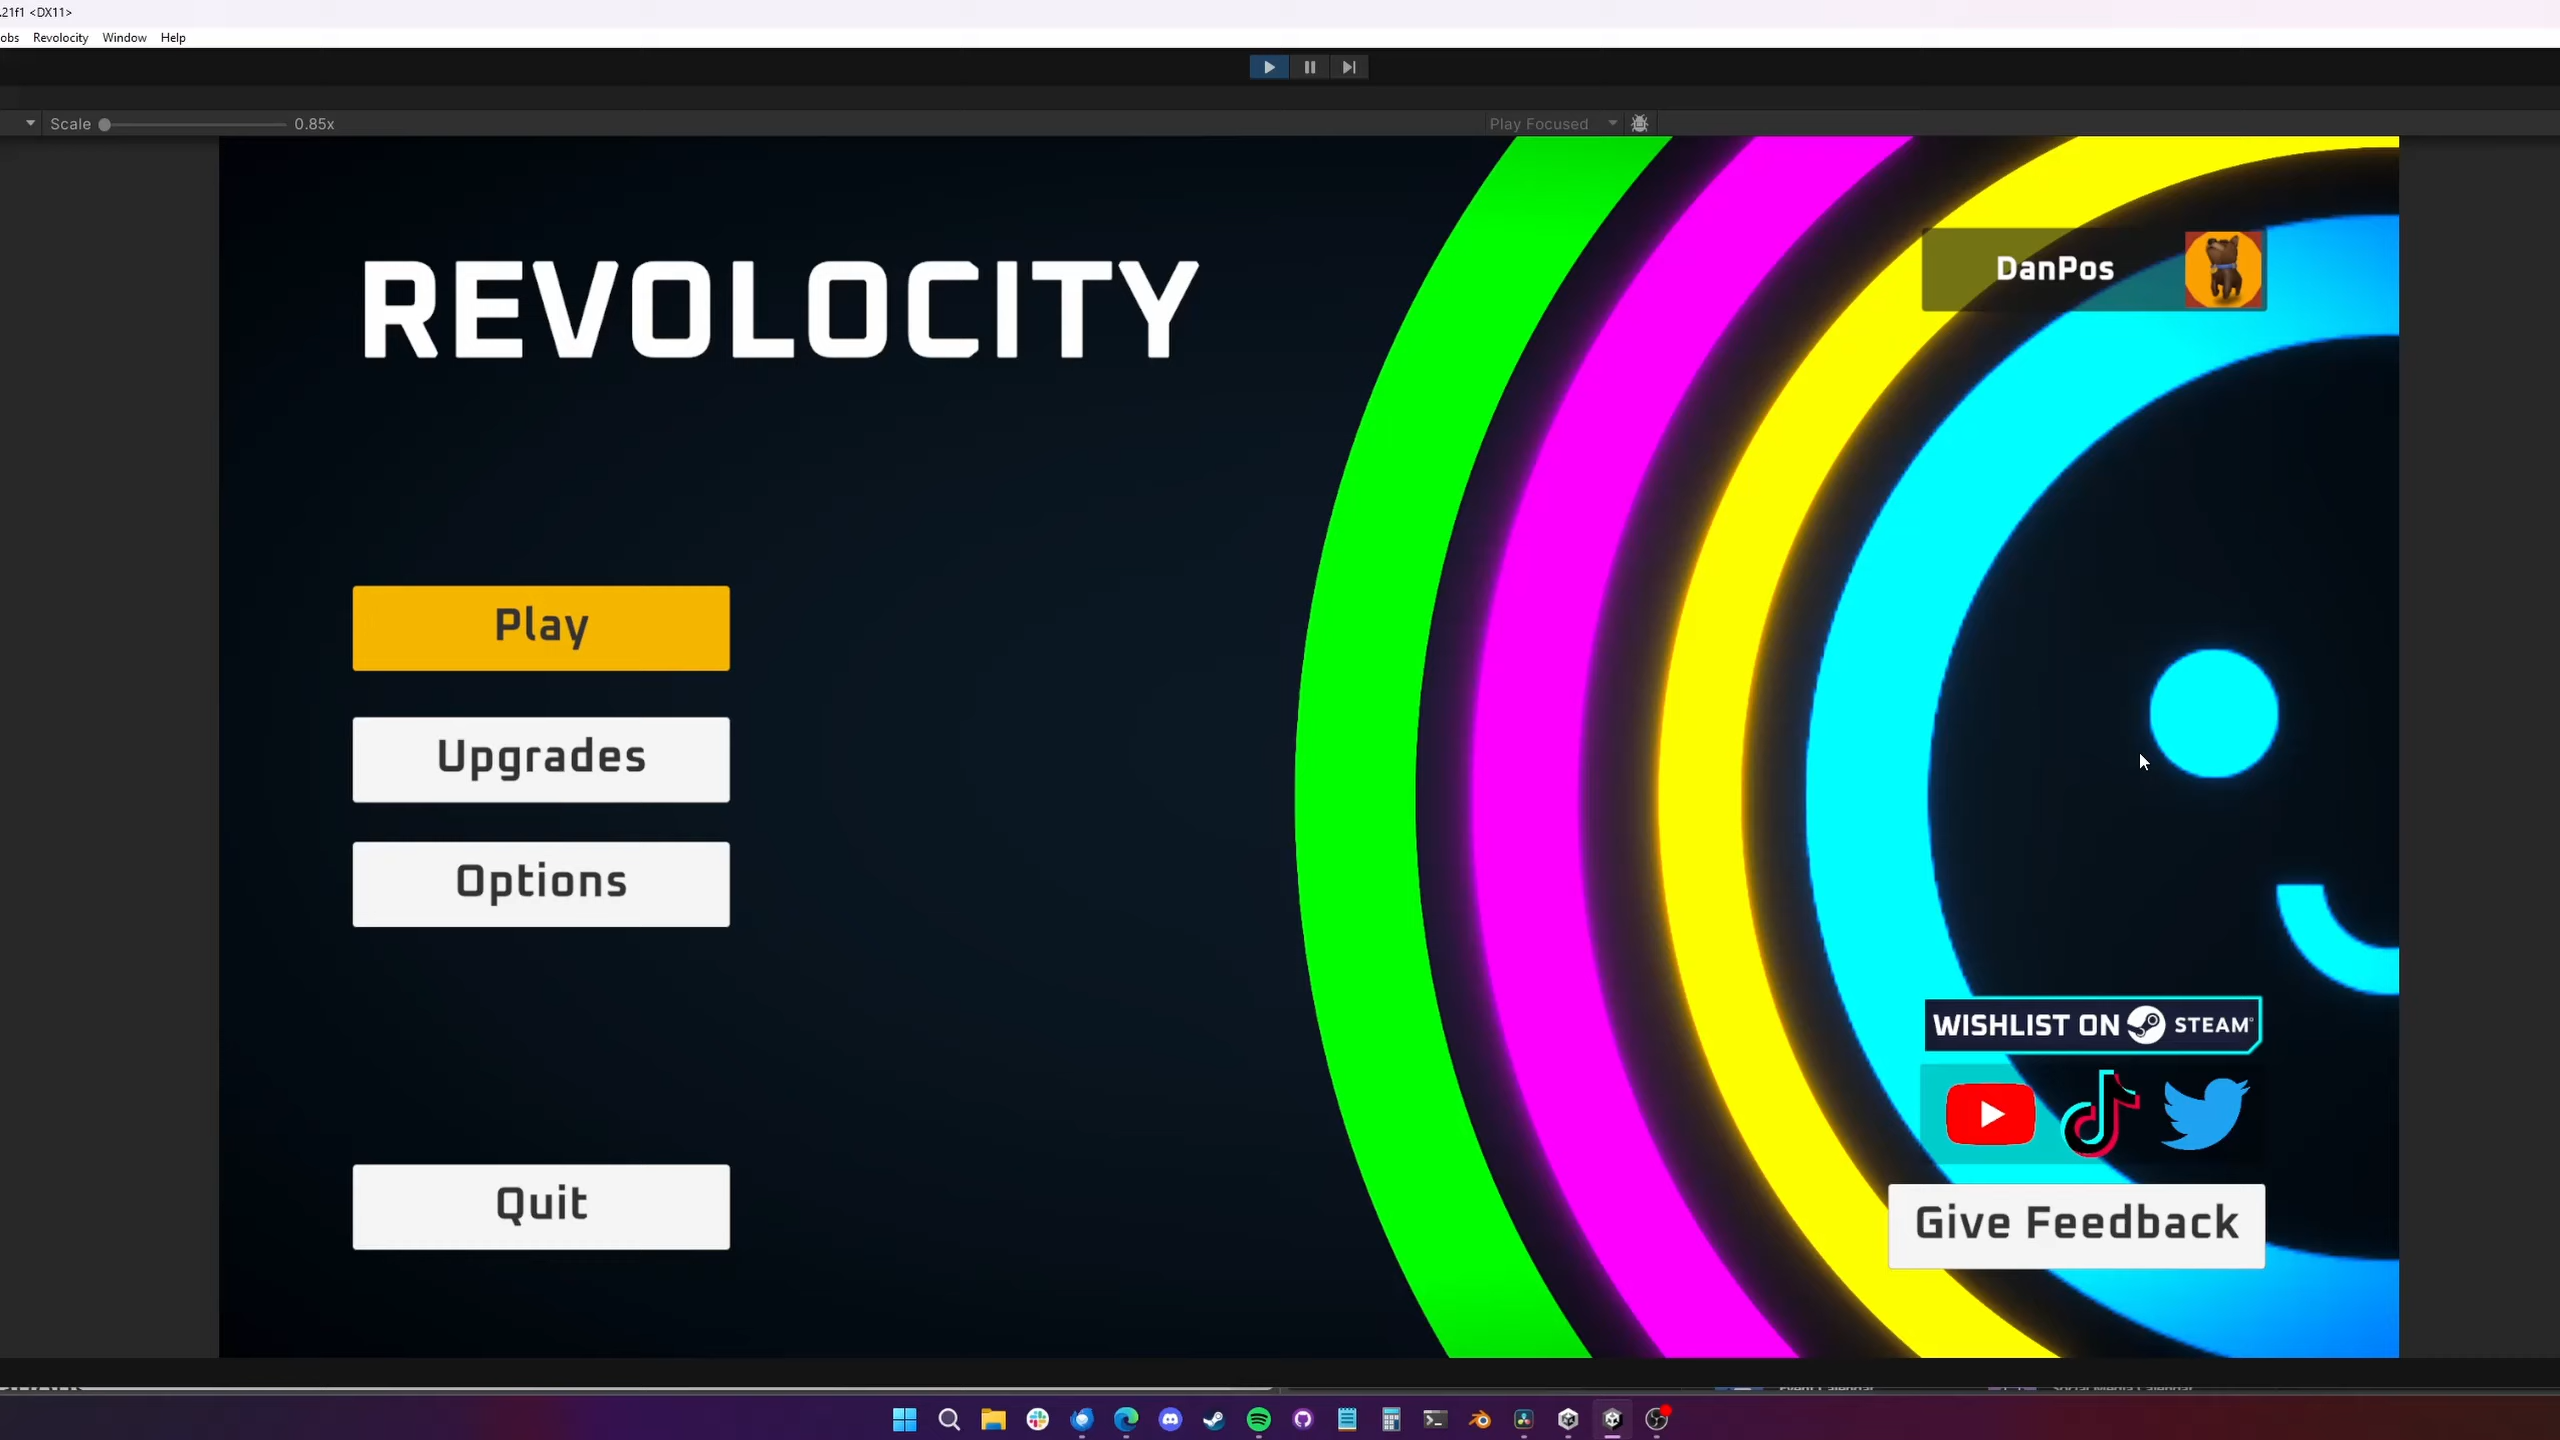 .21f1 <DX11>
obs Revolocity Window Help
Scale 0.85x Play Focused
REVOLOCITY
DanPos
Play
Upgrades
Options
WISHLIST ON STEAM
Quit
Give Feedback